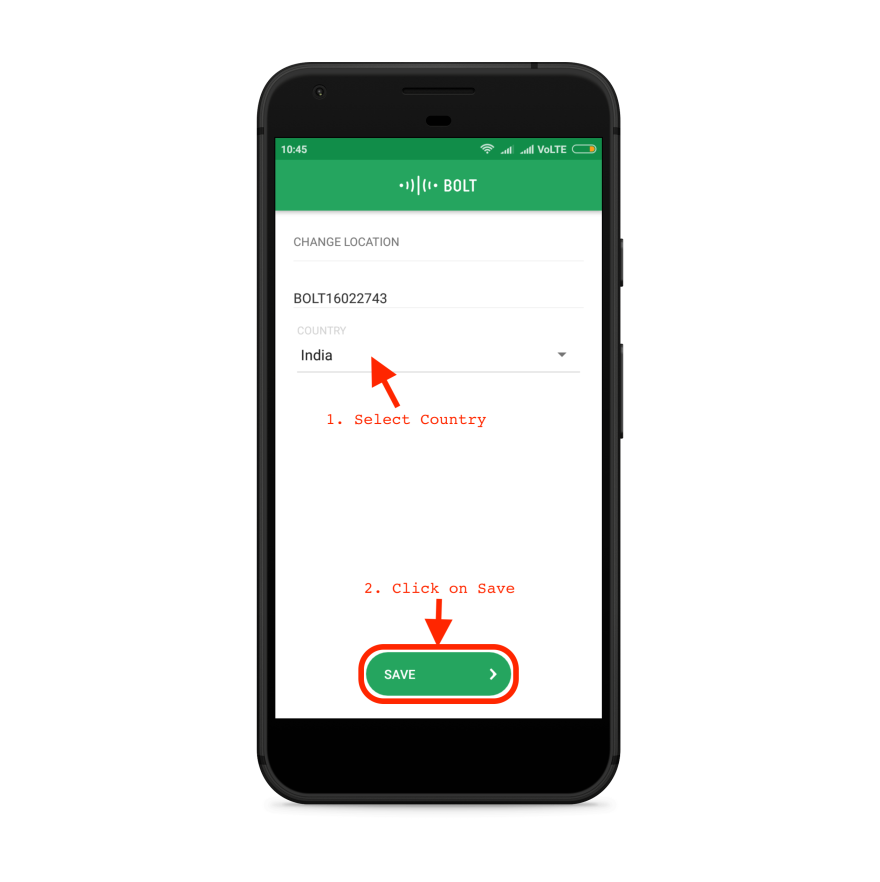 10:45 VoLTE
BOLT
CHANGE LOCATION
BOLT16022743
COUNTRY
India
1. Select Country
2. Click on Save
SAVE